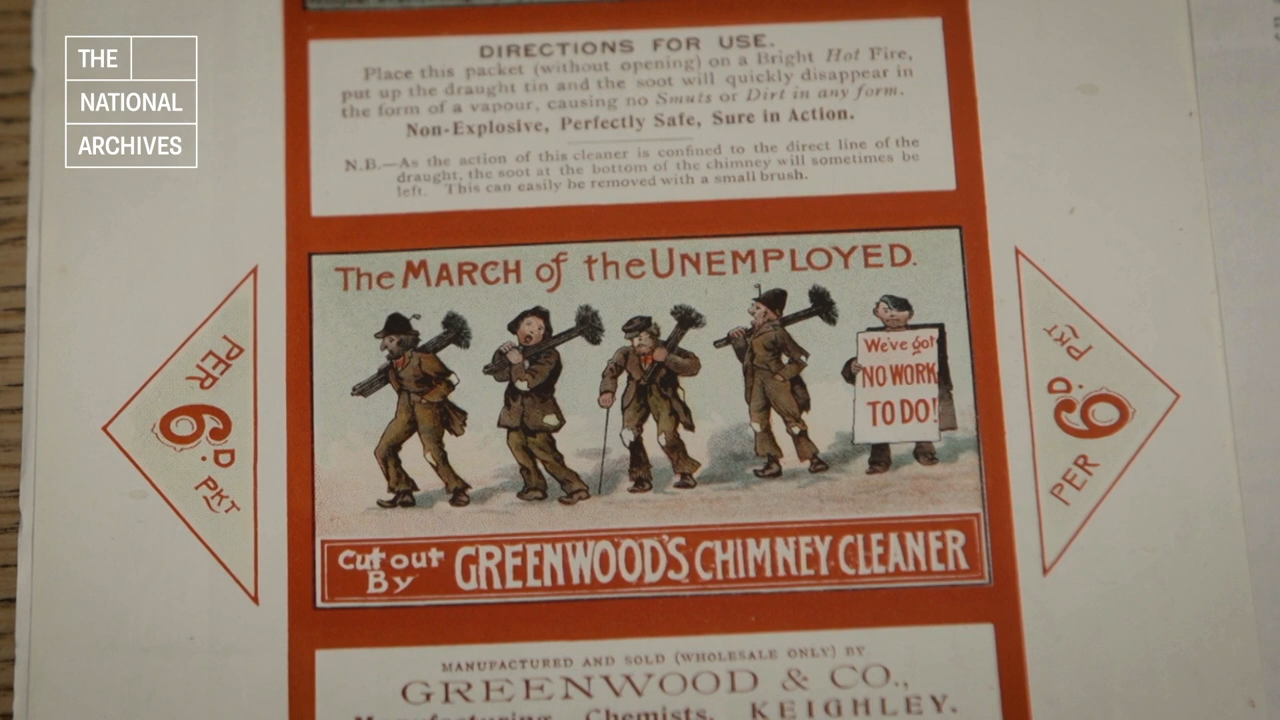 THE
NATIONAL
ARCHIVES
DIRECTIONS FOR USE.
Place this packet (without opening) on a Bright Hot Fire,
put up the draught tin and the soot will quickly disappear in
the form of a vapour, causing no Smuts or Dirt in any form.
Non-Explosive, Perfectly Safe, Sure in Action.
N.B.—As the action of this cleaner is confined to the direct line of the
draught, the soot at the bottom of the chimney will sometimes be
left. This can easily be removed with a small brush.
The MARCH of the UNEMPLOYED.
We've got
NO WORK
TO DO!
Cut out
By GREENWOOD'S CHIMNEY CLEANER
PER
6D.
PKT
PER
6D.
PKT
MANUFACTURED AND SOLD (WHOLESALE ONLY) BY
GREENWOOD & CO.,
Manufacturing Chemists, KEIGHLEY.